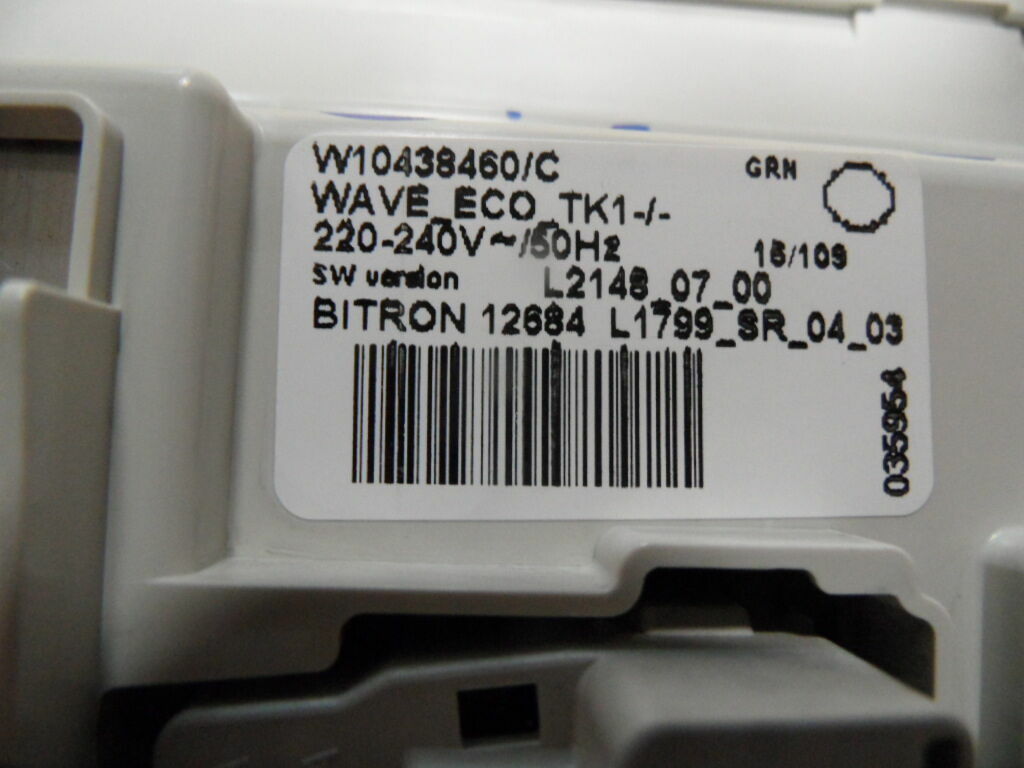 W10438460/C GRN
WAVE_ECO_TK1-/-
220-240V~/50Hz 15/109
SW version L2148_07_00
BITRON 12684 L1799_SR_04_03
035954